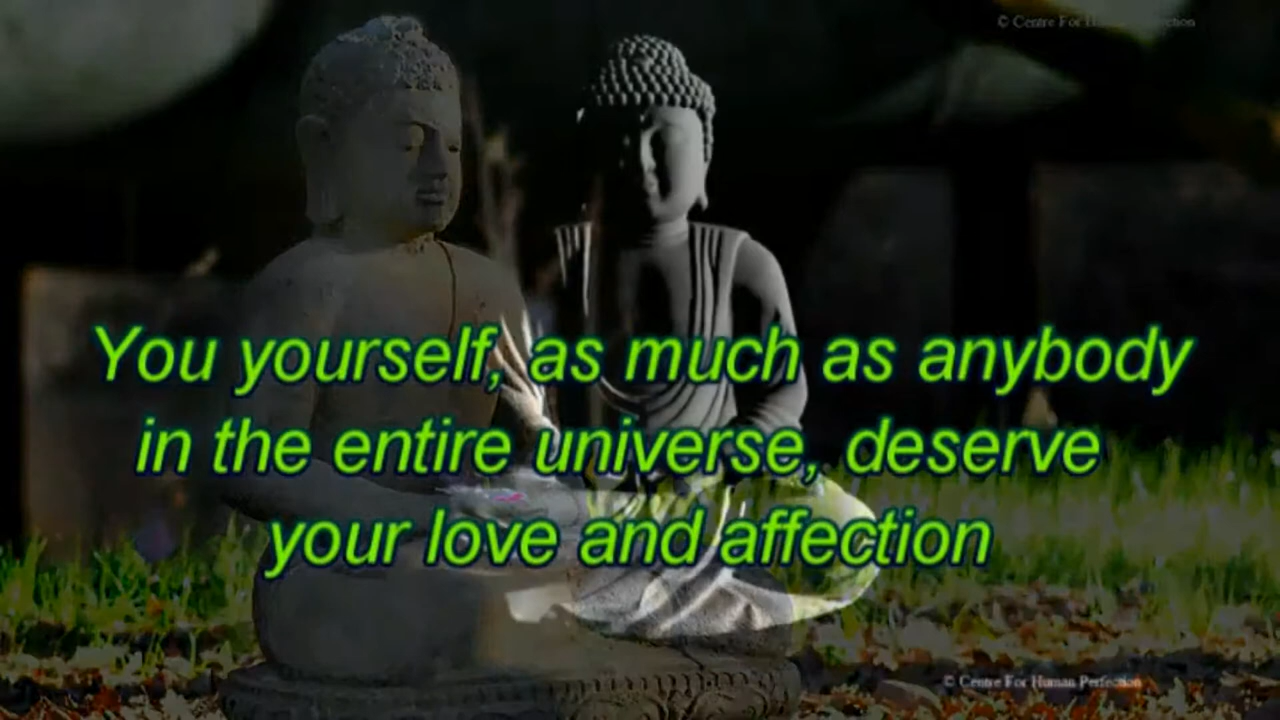 © Centre For Human Perfection
You yourself, as much as anybody
in the entire universe, deserve
your love and affection
© Centre For Human Perfection